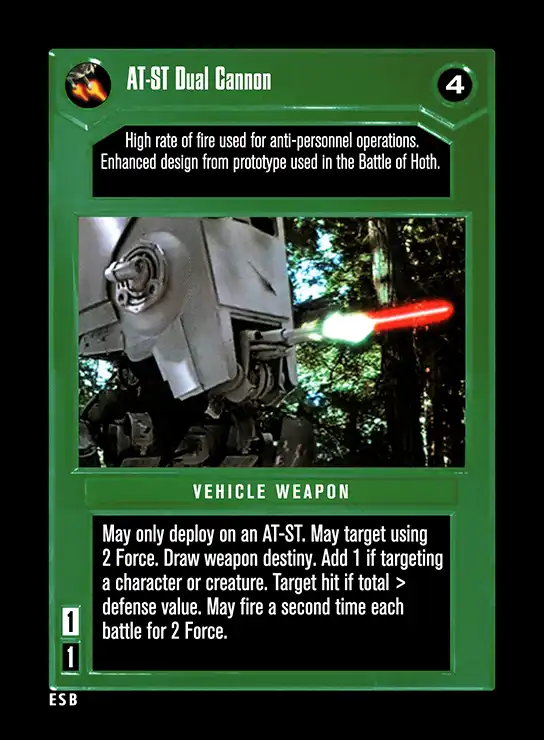 AT-ST Dual Cannon
4
High rate of fire used for anti-personnel operations.
Enhanced design from prototype used in the Battle of Hoth.
VEHICLE WEAPON
May only deploy on an AT-ST. May target using
2 Force. Draw weapon destiny. Add 1 if targeting
a character or creature. Target hit if total >
defense value. May fire a second time each
battle for 2 Force.
1
1
ESB